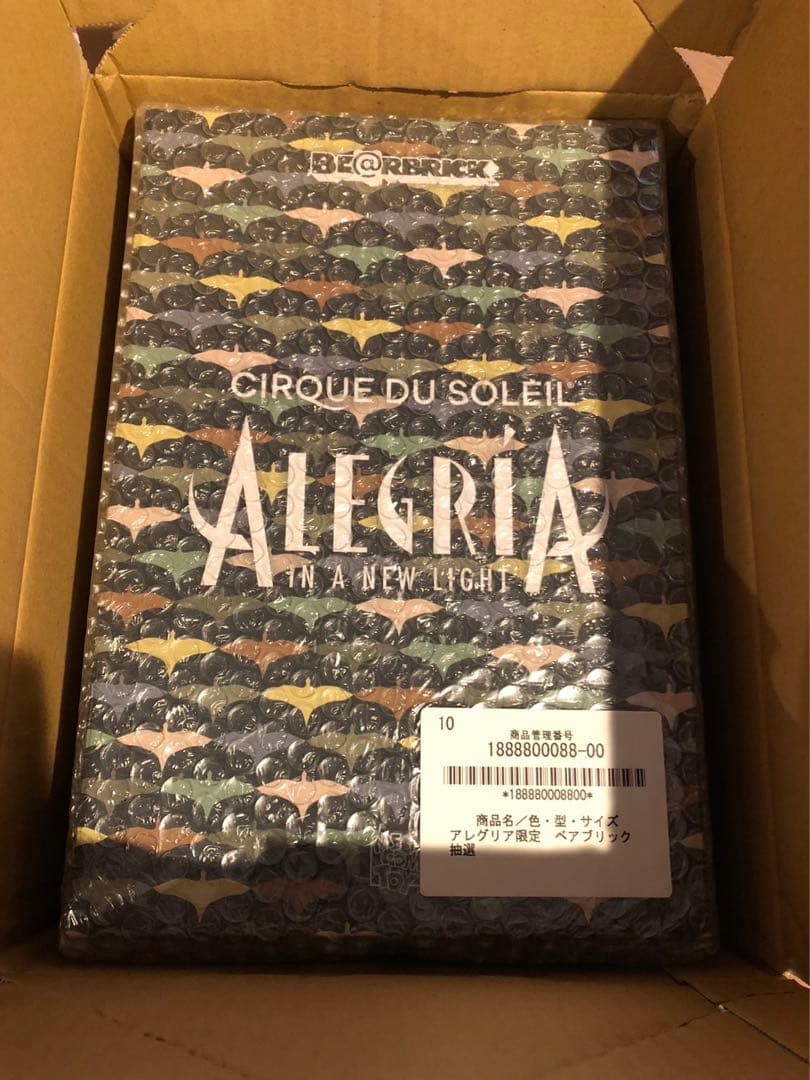 BE@RBRICK
CIRQUE DU SOLEIL
ALEGRÍA
IN A NEW LIGHT
10
商品管理番号
1888800088-00
*188880008800*
商品名/色・型・サイズ
アレグリア限定 ベアブリック
抽選